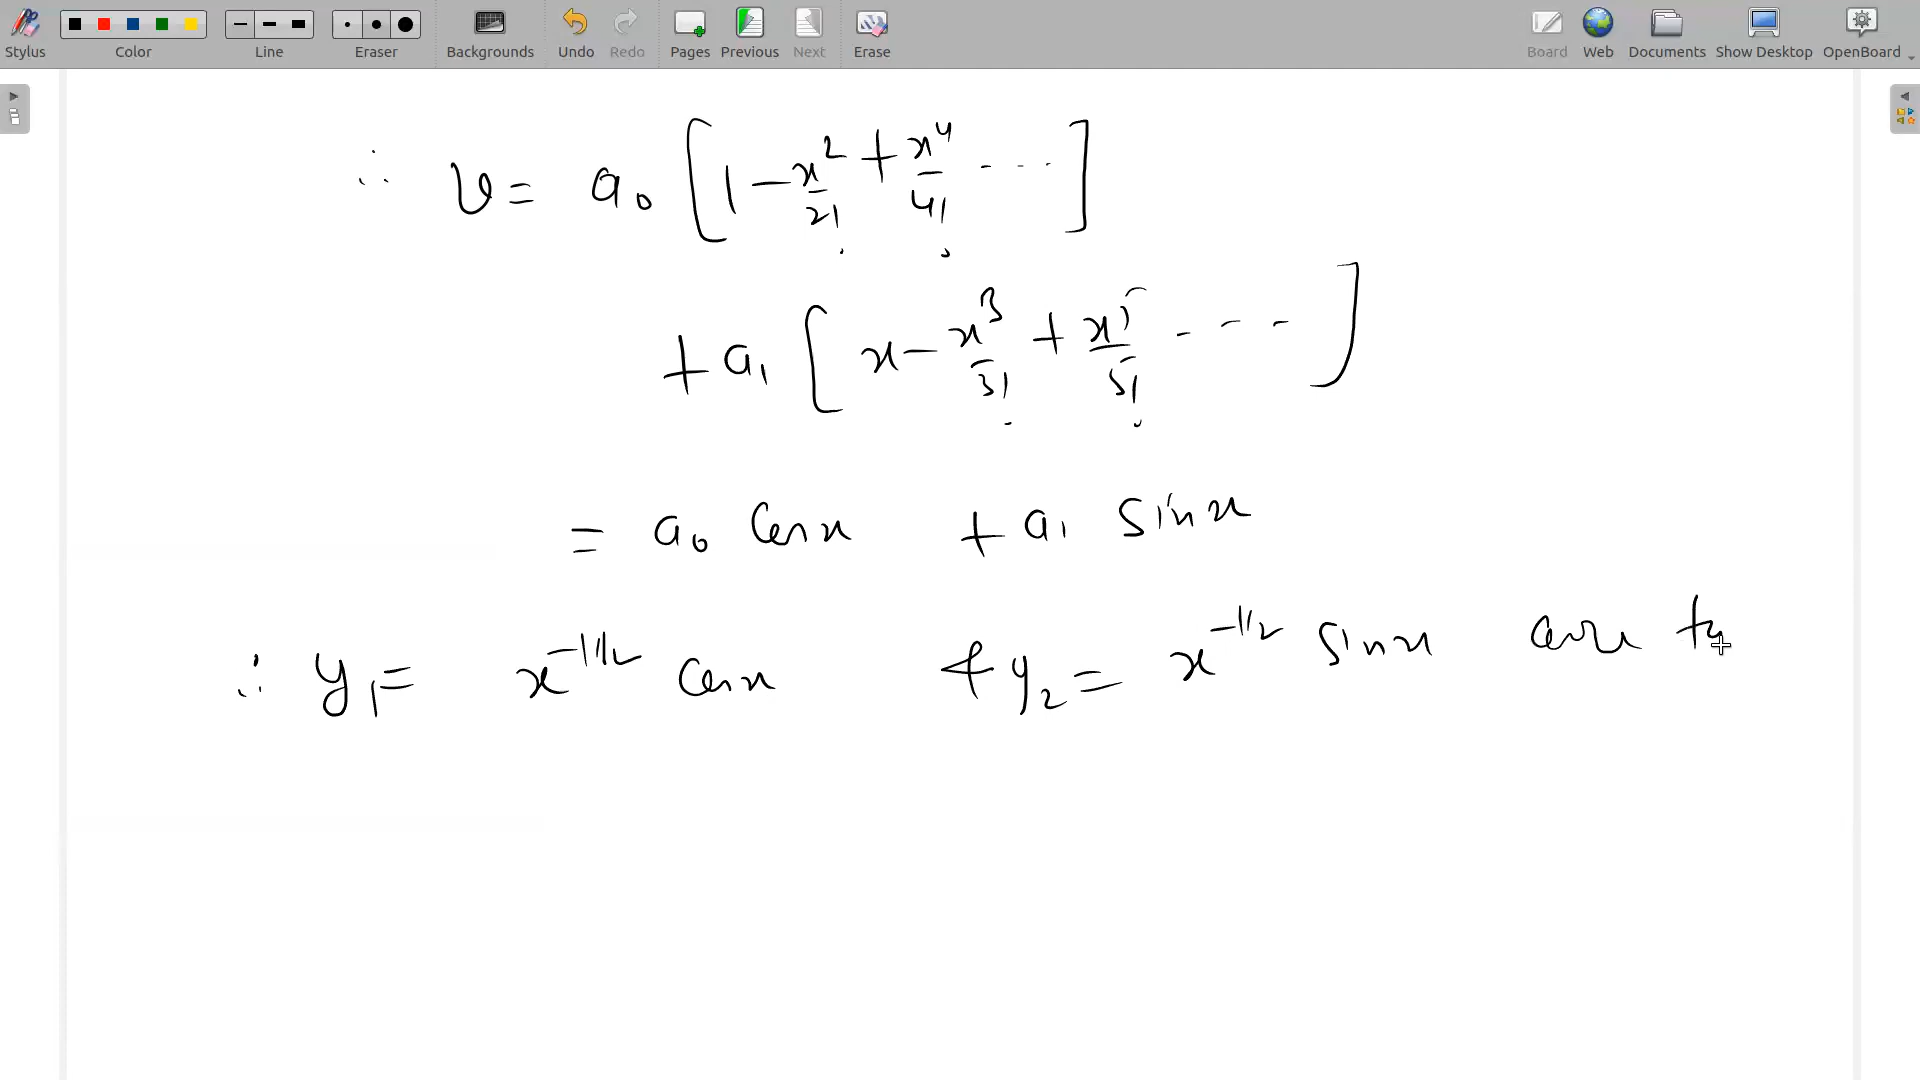 Stylus Color Line Eraser Backgrounds Undo Redo Pages Previous Next Erase Board Web Documents Show Desktop OpenBoard
∴ v = a₀ [1 − x²/2! + x⁴/4! ⋯]
+ a₁ [x − x³/3! + x⁵/5! ⋯]
= a₀ cos x + a₁ sin x
∴ y₁ = x^(-1/2) cos x & y₂ = x^(-1/2) sin x are